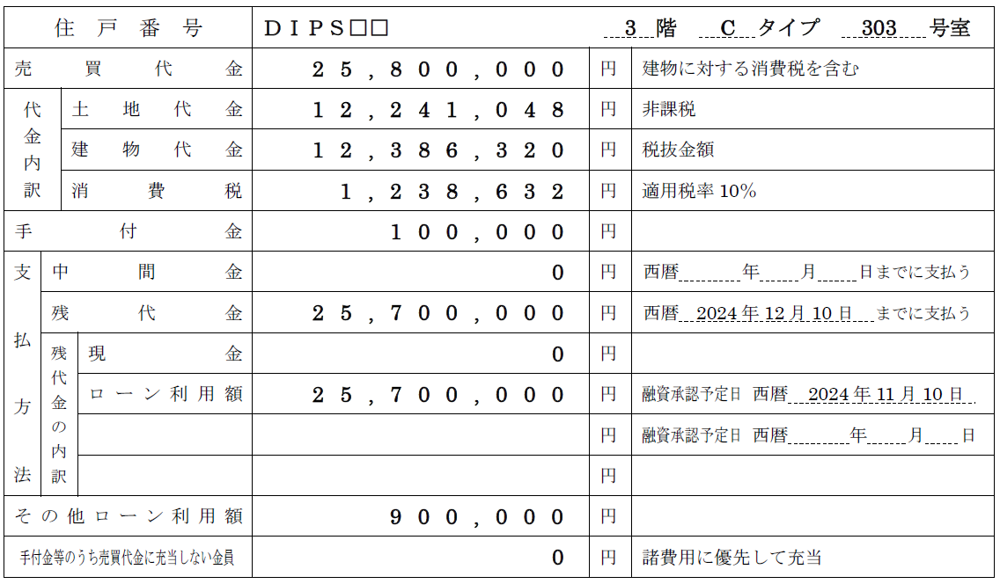 住戸番号 DIPS□□ 3階 Cタイプ 303号室
売買代金 25,800,000 円 建物に対する消費税を含む
代金内訳 土地代金 12,241,048 円 非課税
建物代金 12,386,320 円 税抜金額
消費税 1,238,632 円 適用税率10%
手付金 100,000 円
支払方法 中間金 0 円 西暦 年 月 日までに支払う
残代金 25,700,000 円 西暦 2024年12月10日 までに支払う
残代金の内訳 現金 0 円
ローン利用額 25,700,000 円 融資承認予定日 西暦 2024年11月10日
円 融資承認予定日 西暦 年 月 日
円
その他ローン利用額 900,000 円
手付金等のうち売買代金に充当しない金員 0 円 諸費用に優先して充当